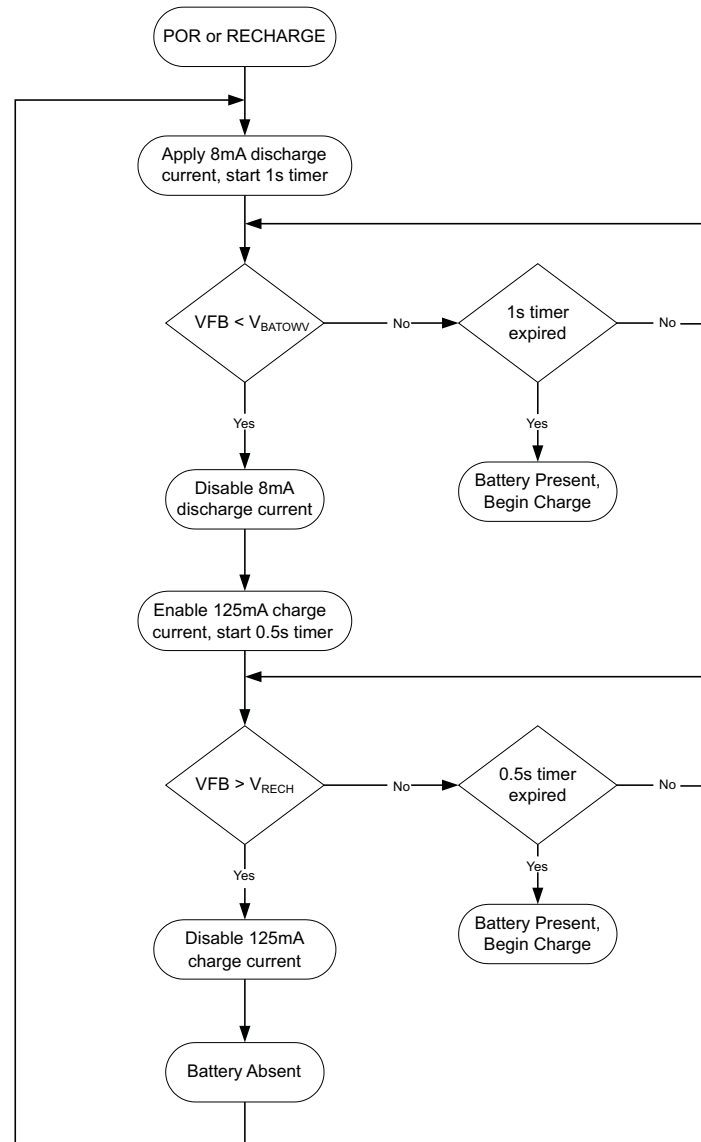 POR or RECHARGE
Apply 8mA discharge
current, start 1s timer
VFB < VBATOWV
No
1s timer
expired
No
Yes
Yes
Disable 8mA
discharge current
Battery Present,
Begin Charge
Enable 125mA charge
current, start 0.5s timer
VFB > VRECH
No
0.5s timer
expired
No
Yes
Yes
Disable 125mA
charge current
Battery Present,
Begin Charge
Battery Absent